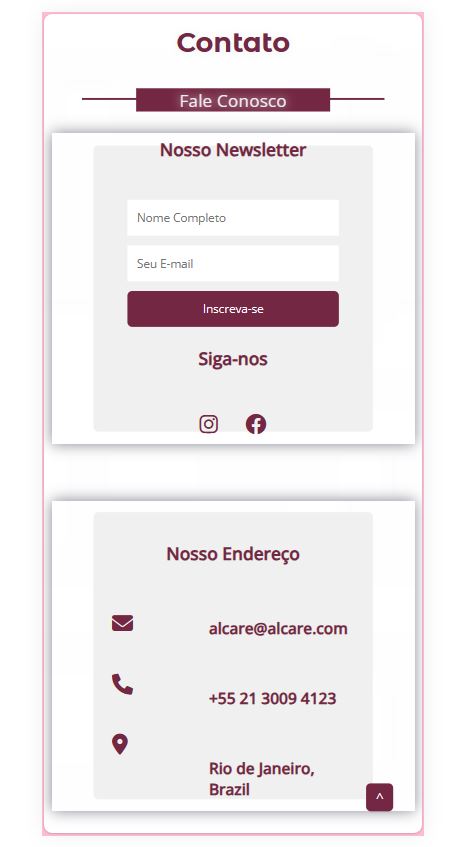 Contato
Fale Conosco
Nosso Newsletter
Nome Completo
Seu E-mail
Inscreva-se
Siga-nos
Nosso Endereço
alcare@alcare.com
+55 21 3009 4123
Rio de Janeiro,
Brazil
^